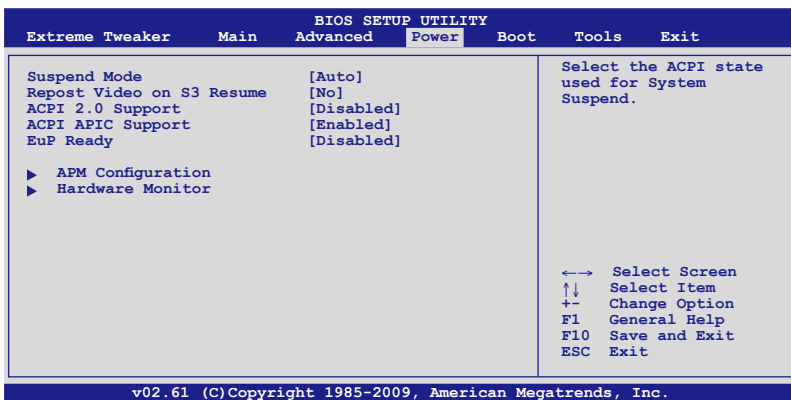 BIOS SETUP UTILITY
Extreme Tweaker Main Advanced Power Boot Tools Exit
Suspend Mode [Auto]
Repost Video on S3 Resume [No]
ACPI 2.0 Support [Disabled]
ACPI APIC Support [Enabled]
EuP Ready [Disabled]
▶ APM Configuration
▶ Hardware Monitor
Select the ACPI state
used for System
Suspend.
←→ Select Screen
↑↓ Select Item
+- Change Option
F1 General Help
F10 Save and Exit
ESC Exit
v02.61 (C)Copyright 1985-2009, American Megatrends, Inc.